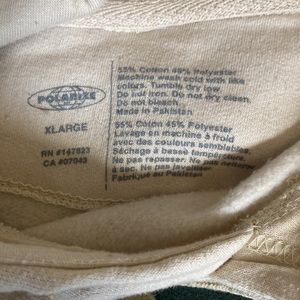 POLARIZE
XLARGE
RN #147823
CA #07043
55% Cotton 45% Polyester
Machine wash cold with like
colors. Tumble dry low
Do not iron. Do not dry clean.
Do not bleach.
Made in Pakistan
55% Coton 45% Polyester
Lavage en machine à froid
avec des couleurs semblables.
Séchage à basse température.
Ne pas repasser. Ne pas nettoyer
à sec. Ne pas
Fabriqué au Pakistan